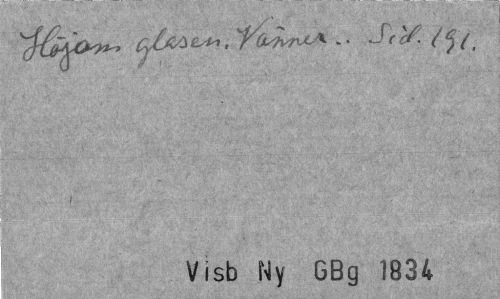 Höjom glasen. Vänner.. Sid. 191.
Visb Ny GBg 1834